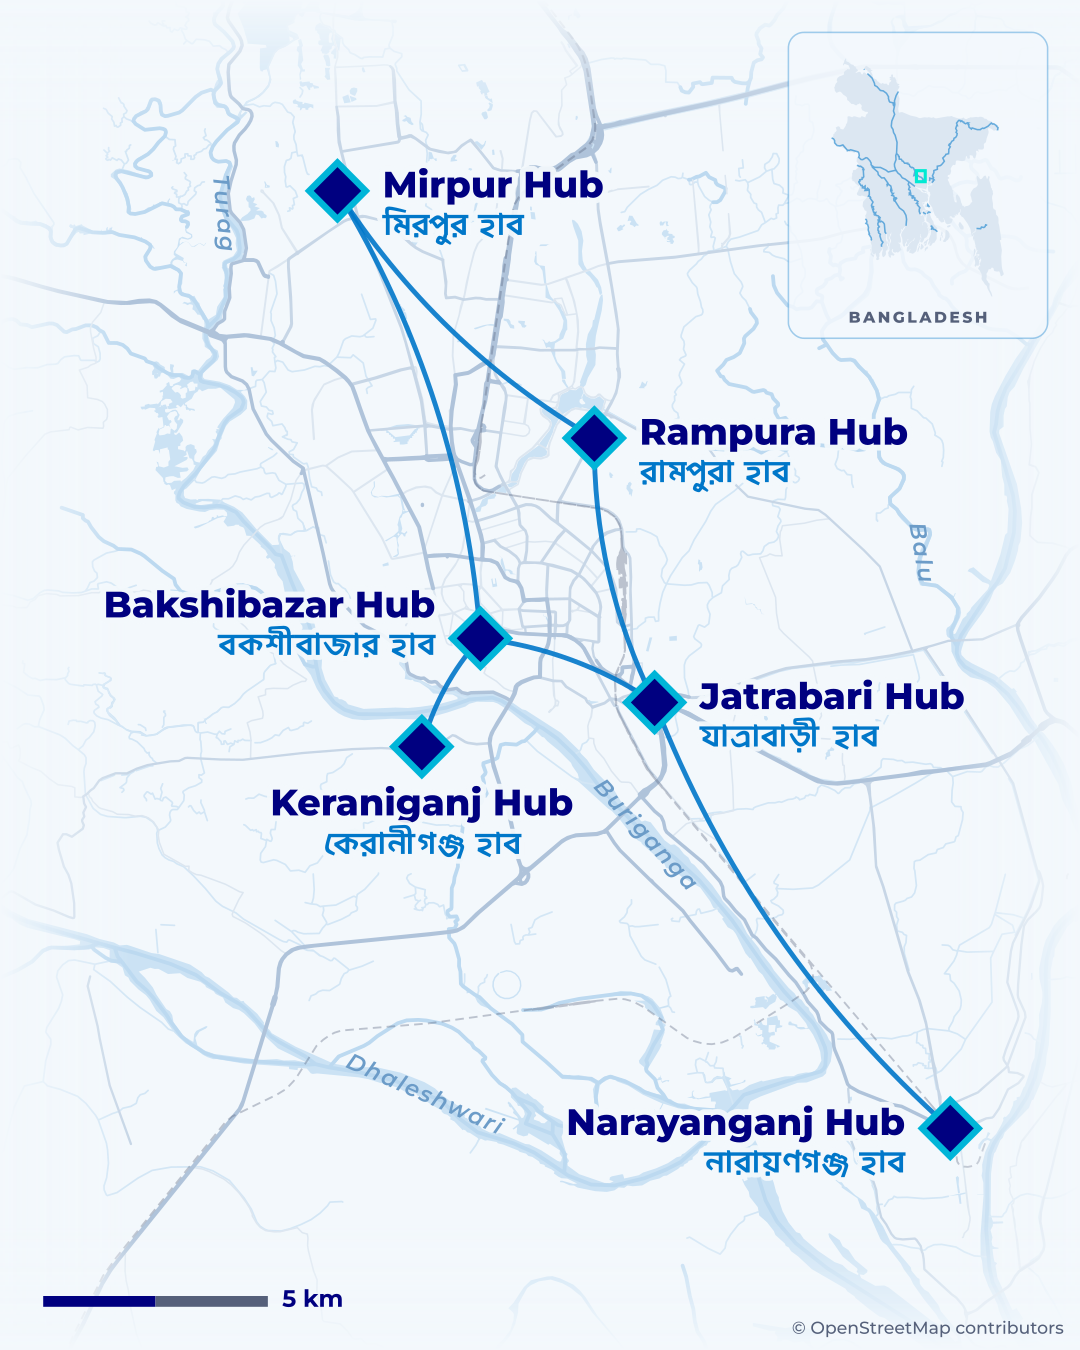 Turag
Mirpur Hub
মিরপুর হাব
BANGLADESH
Rampura Hub
রামপুরা হাব
Balu
Bakshibazar Hub
বকশীবাজার হাব
Jatrabari Hub
যাত্রাবাড়ী হাব
Keraniganj Hub
কেরানীগঞ্জ হাব
Buriganga
Dhaleshwari
Narayanganj Hub
নারায়ণগঞ্জ হাব
5 km
© OpenStreetMap contributors